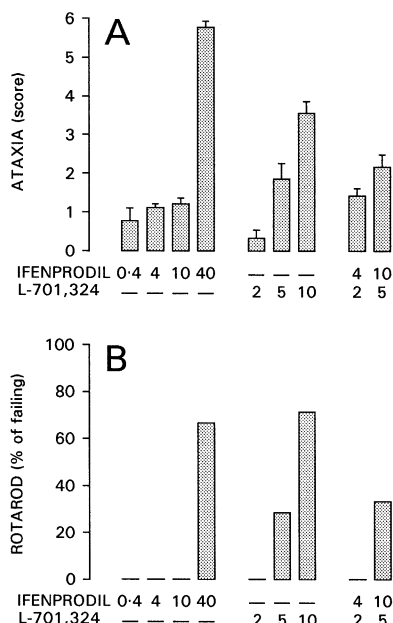 A
ATAXIA (score)
6
5
4
3
2
1
0
IFENPRODIL 0·4 4 10 40 — — — 4 10
L-701,324 — — — — 2 5 10 2 5
B
ROTAROD (% of failing)
100
80
60
40
20
0
IFENPRODIL 0·4 4 10 40 — — — 4 10
L-701,324 — — — — 2 5 10 2 5